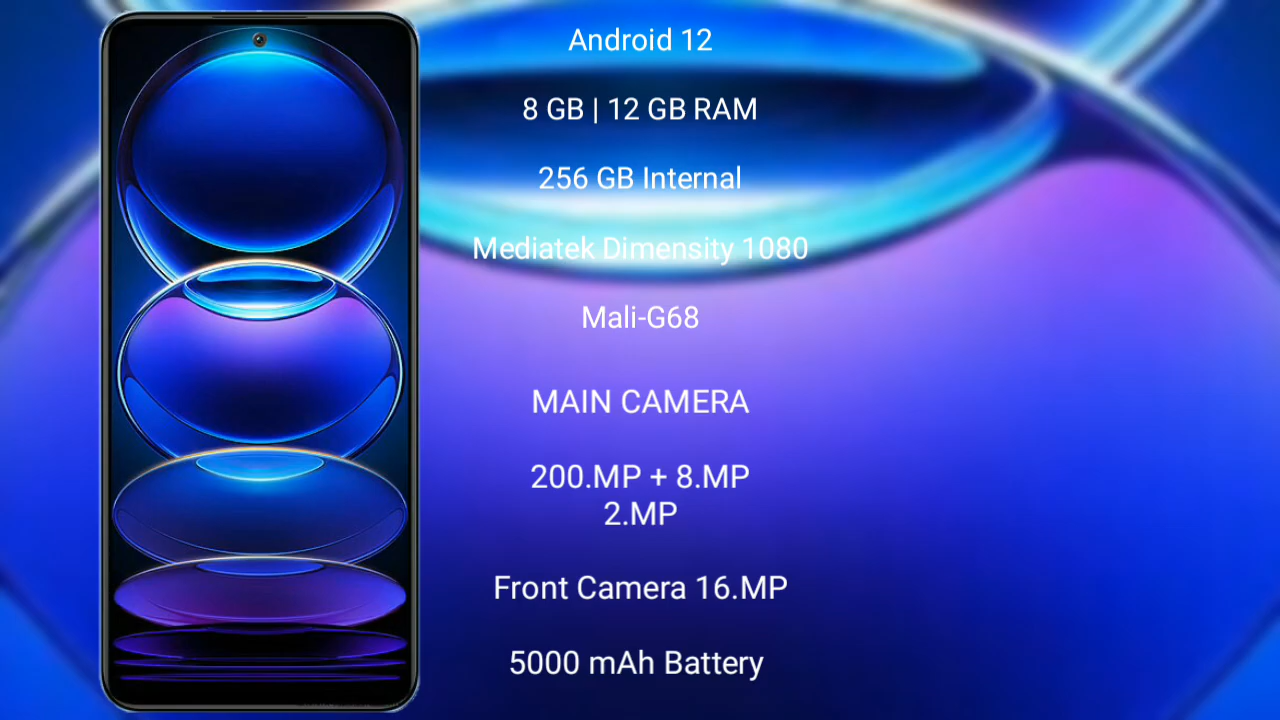 Android 12
8 GB | 12 GB RAM
256 GB Internal
Mediatek Dimensity 1080
Mali-G68
MAIN CAMERA
200.MP + 8.MP
2.MP
Front Camera 16.MP
5000 mAh Battery